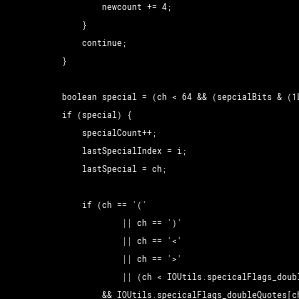 newcount += 4;
}
continue;
}
boolean special = (ch < 64 && (sepcialBits & (1L
if (special) {
specialCount++;
lastSpecialIndex = i;
lastSpecial = ch;
if (ch == '('
|| ch == ')'
|| ch == '<'
|| ch == '>'
|| (ch < IOUtils.specicalFlags_doubl
&& IOUtils.specicalFlags_doubleQuotes[ch